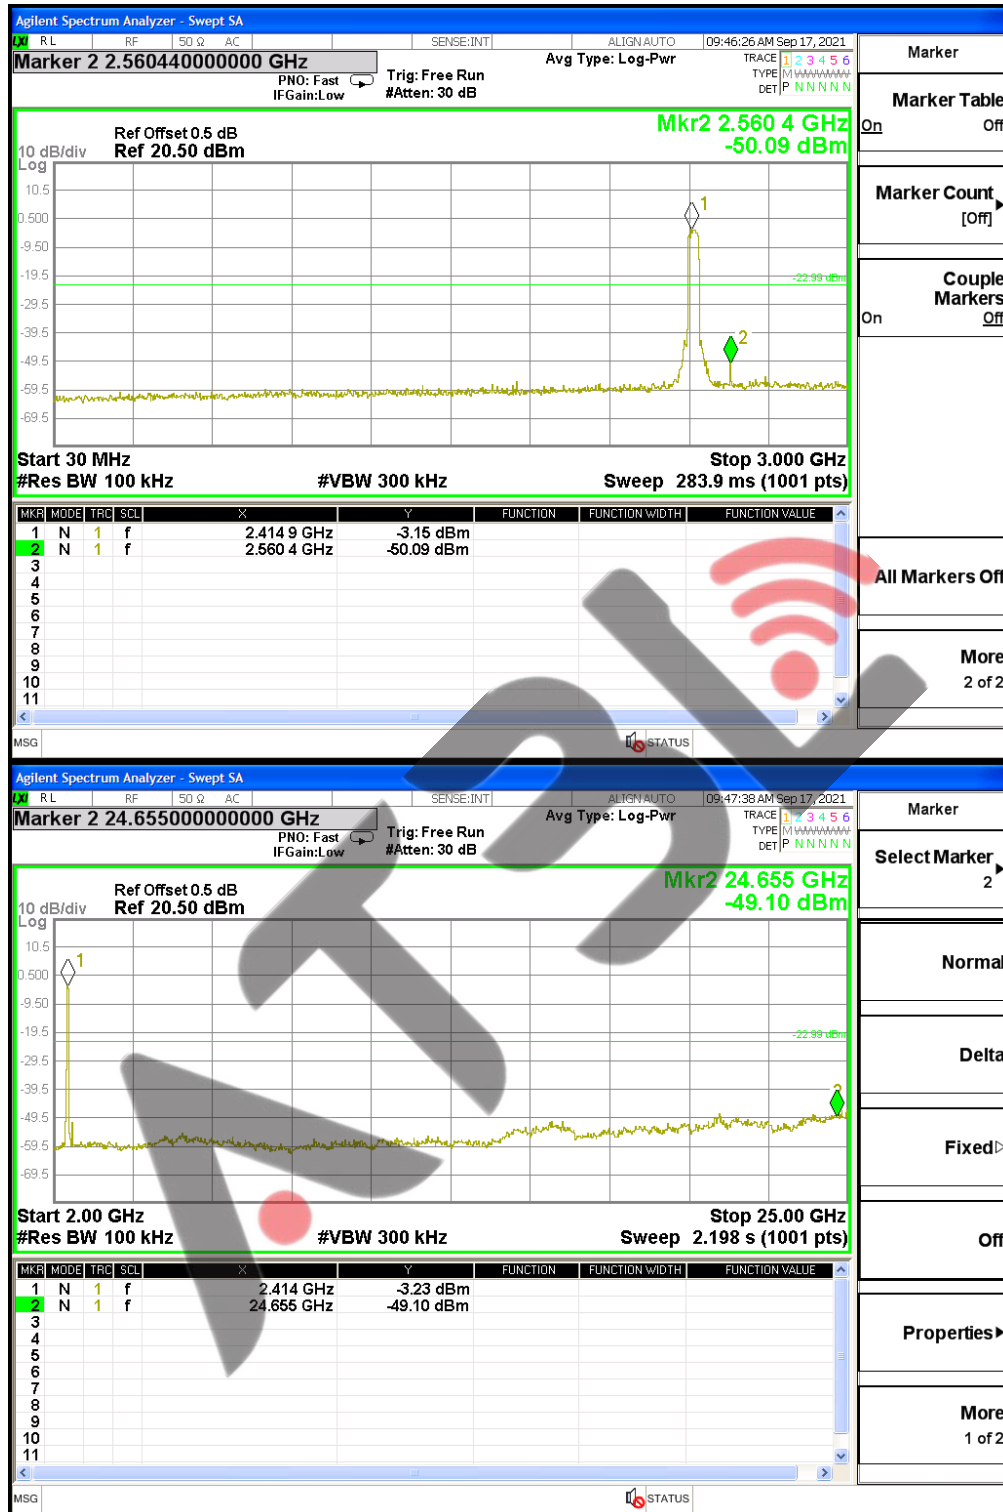 Agilent Spectrum Analyzer - Swept SA
LXI RL RF 50 Ω AC SENSE:INT ALIGN AUTO 09:46:26 AM Sep 17, 2021
Marker 2 2.560440000000 GHz
PNO: Fast
IFGain:Low
Trig: Free Run
#Atten: 30 dB
Avg Type: Log-Pwr
TRACE 1 2 3 4 5 6
TYPE M WWWWW
DET P N N N N N
Ref Offset 0.5 dB
Ref 20.50 dBm
10 dB/div
Log
Mkr2 2.560 4 GHz
-50.09 dBm
10.5
0.500
-9.50
-19.5
-29.5
-39.5
-49.5
-59.5
-69.5
1
2
-22.99 dBm
Start 30 MHz Stop 3.000 GHz
#Res BW 100 kHz #VBW 300 kHz Sweep 283.9 ms (1001 pts)
MKR MODE TRC SCL X Y FUNCTION FUNCTION WIDTH FUNCTION VALUE
1 N 1 f 2.414 9 GHz -3.15 dBm
2 N 1 f 2.560 4 GHz -50.09 dBm
3
4
5
6
7
8
9
10
11
MSG STATUS
Marker
Marker Table
On Off
Marker Count
[Off]
Couple
Markers
On Off
All Markers Off
More
2 of 2
Agilent Spectrum Analyzer - Swept SA
LXI RL RF 50 Ω AC SENSE:INT ALIGN AUTO 09:47:38 AM Sep 17, 2021
Marker 2 24.655000000000 GHz
PNO: Fast
IFGain:Low
Trig: Free Run
#Atten: 30 dB
Avg Type: Log-Pwr
TRACE 1 2 3 4 5 6
TYPE M WWWWW
DET P N N N N N
Ref Offset 0.5 dB
Ref 20.50 dBm
10 dB/div
Log
Mkr2 24.655 GHz
-49.10 dBm
10.5
0.500
-9.50
-19.5
-29.5
-39.5
-49.5
-59.5
-69.5
1
2
-22.99 dBm
Start 2.00 GHz Stop 25.00 GHz
#Res BW 100 kHz #VBW 300 kHz Sweep 2.198 s (1001 pts)
MKR MODE TRC SCL X Y FUNCTION FUNCTION WIDTH FUNCTION VALUE
1 N 1 f 2.414 GHz -3.23 dBm
2 N 1 f 24.655 GHz -49.10 dBm
3
4
5
6
7
8
9
10
11
MSG STATUS
Marker
Select Marker
2
Normal
Delta
Fixed
Off
Properties
More
1 of 2